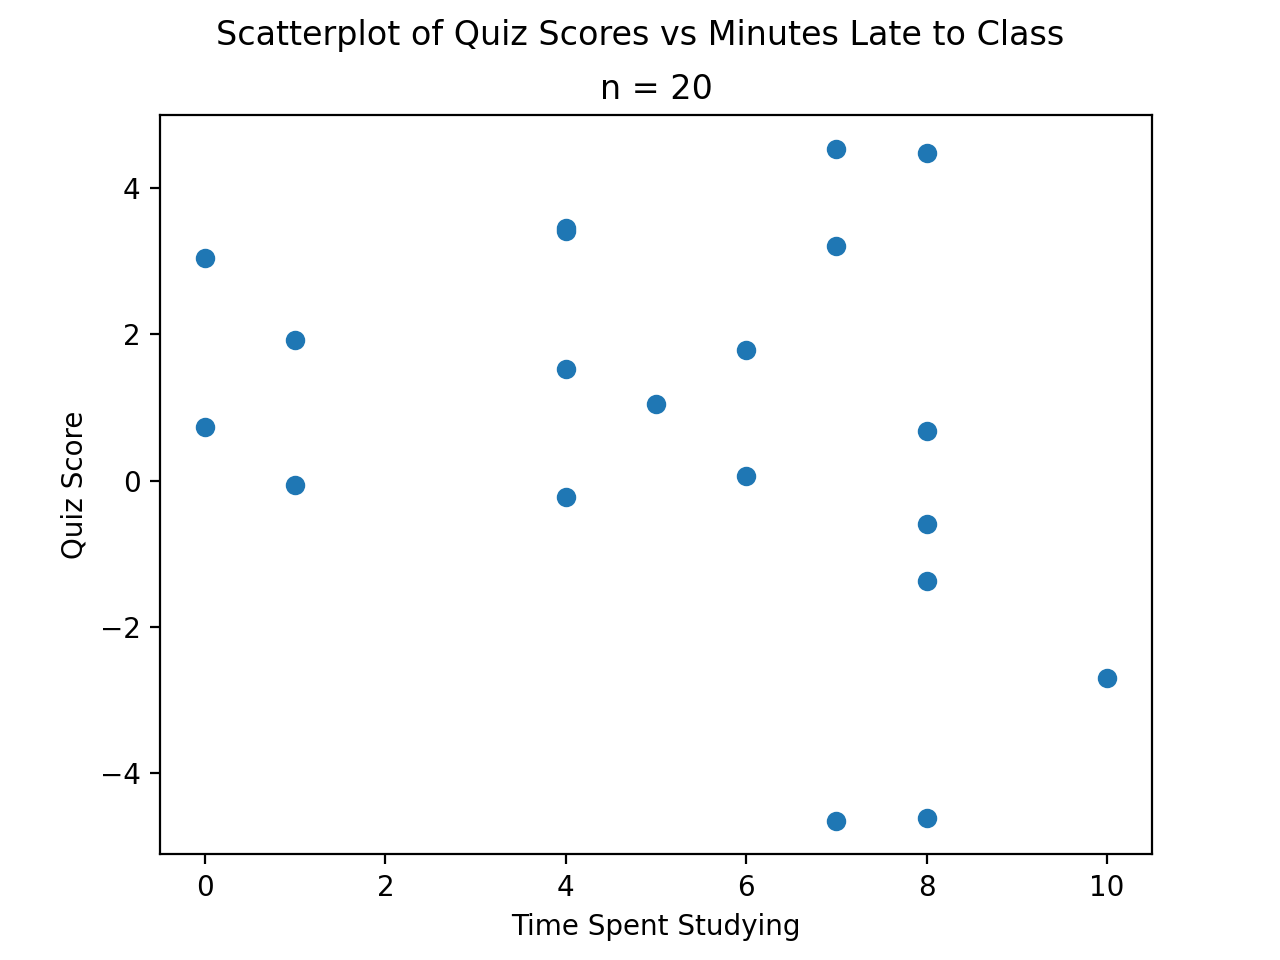 Scatterplot of Quiz Scores vs Minutes Late to Class
n = 20
4
2
0
−2
−4
Quiz Score
0 2 4 6 8 10
Time Spent Studying